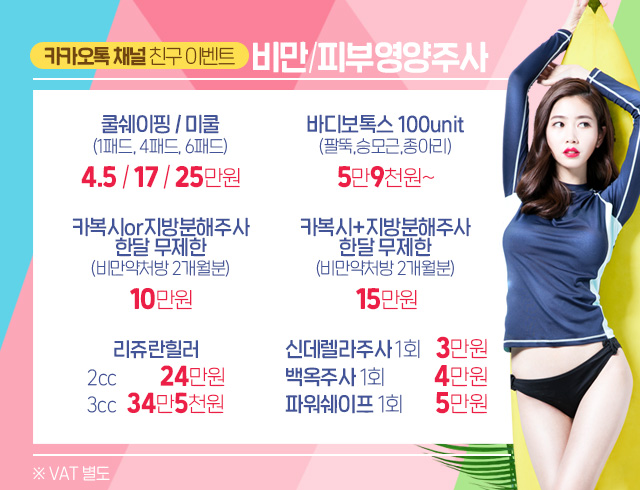 카카오톡 채널 친구 이벤트 비만/피부영양주사
쿨쉐이핑 / 미쿨
(1패드, 4패드, 6패드)
4.5 / 17 / 25만원
바디보톡스 100unit
(팔뚝,승모근,종아리)
5만9천원~
카복시or지방분해주사
한달 무제한
(비만약처방 2개월분)
10만원
카복시+지방분해주사
한달 무제한
(비만약처방 2개월분)
15만원
리쥬란힐러
2cc 24만원
3cc 34만5천원
신데렐라주사 1회 3만원
백옥주사 1회 4만원
파워쉐이프 1회 5만원
※ VAT 별도